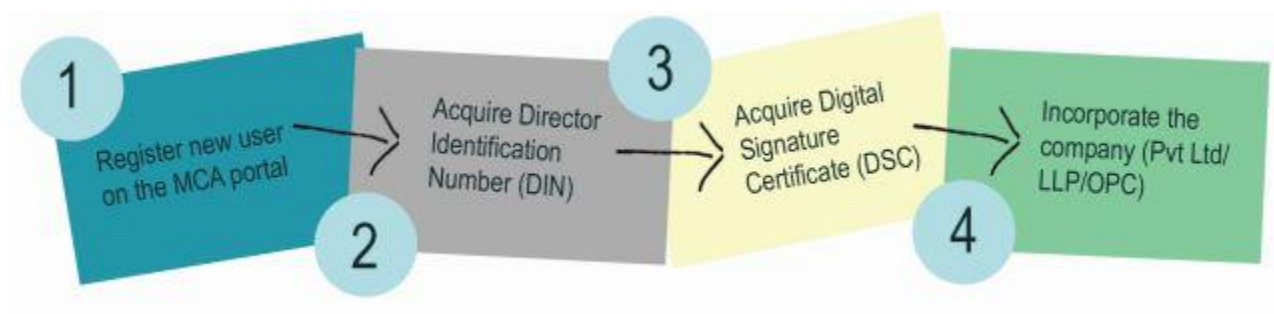 1
Register new user
on the MCA portal
2
Acquire Director
Identification
Number (DIN)
3
Acquire Digital
Signature
Certificate (DSC)
4
Incorporate the
company (Pvt Ltd/
LLP/OPC)